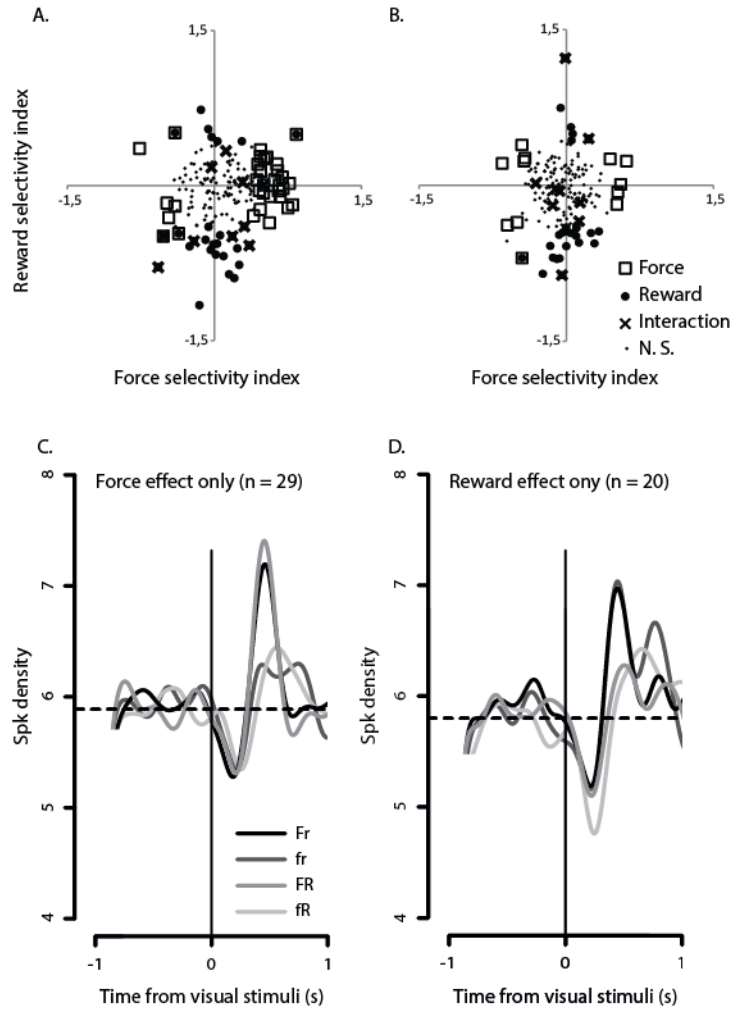 A.
B.
1,5
1,5
Reward selectivity index
-1,5
1,5
-1,5
1,5
Force
Reward
Interaction
N. S.
-1,5
-1,5
Force selectivity index
Force selectivity index
C.
D.
8
8
Force effect only (n = 29)
Reward effect ony (n = 20)
7
7
Spk density
Spk density
6
6
5
5
Fr
fr
FR
fR
4
4
-1
0
1
-1
0
1
Time from visual stimuli (s)
Time from visual stimuli (s)